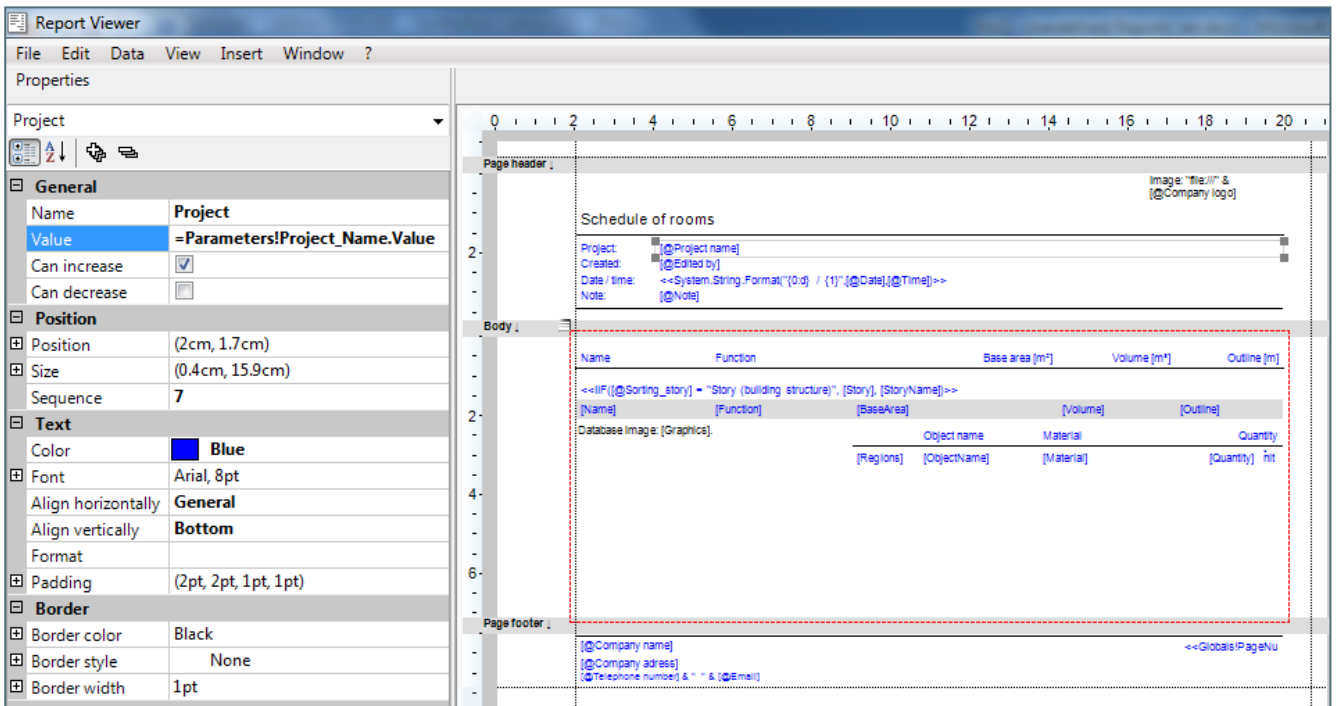 Report Viewer
File Edit Data View Insert Window ?
Properties
Project
General
Name Project
Value =Parameters!Project_Name.Value
Can increase
Can decrease
Position
Position (2cm, 1.7cm)
Size (0.4cm, 15.9cm)
Sequence 7
Text
Color Blue
Font Arial, 8pt
Align horizontally General
Align vertically Bottom
Format
Padding (2pt, 2pt, 1pt, 1pt)
Border
Border color Black
Border style None
Border width 1pt
0 2 4 6 8 10 12 14 16 18 20
Page header ↓
Image: "file:///" &
[@Company logo]
Schedule of rooms
2
Project: [@Project name]
Created: [@Edited by]
Date / time: <<System.String.Format("{0:d} / {1}",[@Date],[@Time])>>
Note: [@Note]
Body ↓
Name Function Base area [m²] Volume [m³] Outline [m]
<<IIF([@Sorting_story] = "Story (building structure)", [Story], [StoryName])>>
2
[Name] [Function] [BaseArea] [Volume] [Outline]
Database image: [Graphics].
Object name Material Quantity
[Regions] [ObjectName] [Material] [Quantity] nit
4
6
Page footer ↓
[@Company name] <<Globals!PageNu
[@Company adress]
[@Telephone number] & " " & [@Email]